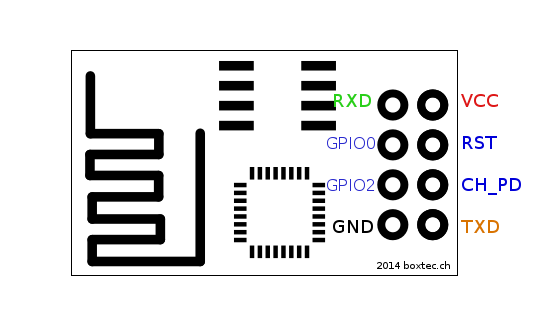 RXD VCC
GPIO0 RST
GPIO2 CH_PD
GND TXD
2014 boxtec.ch